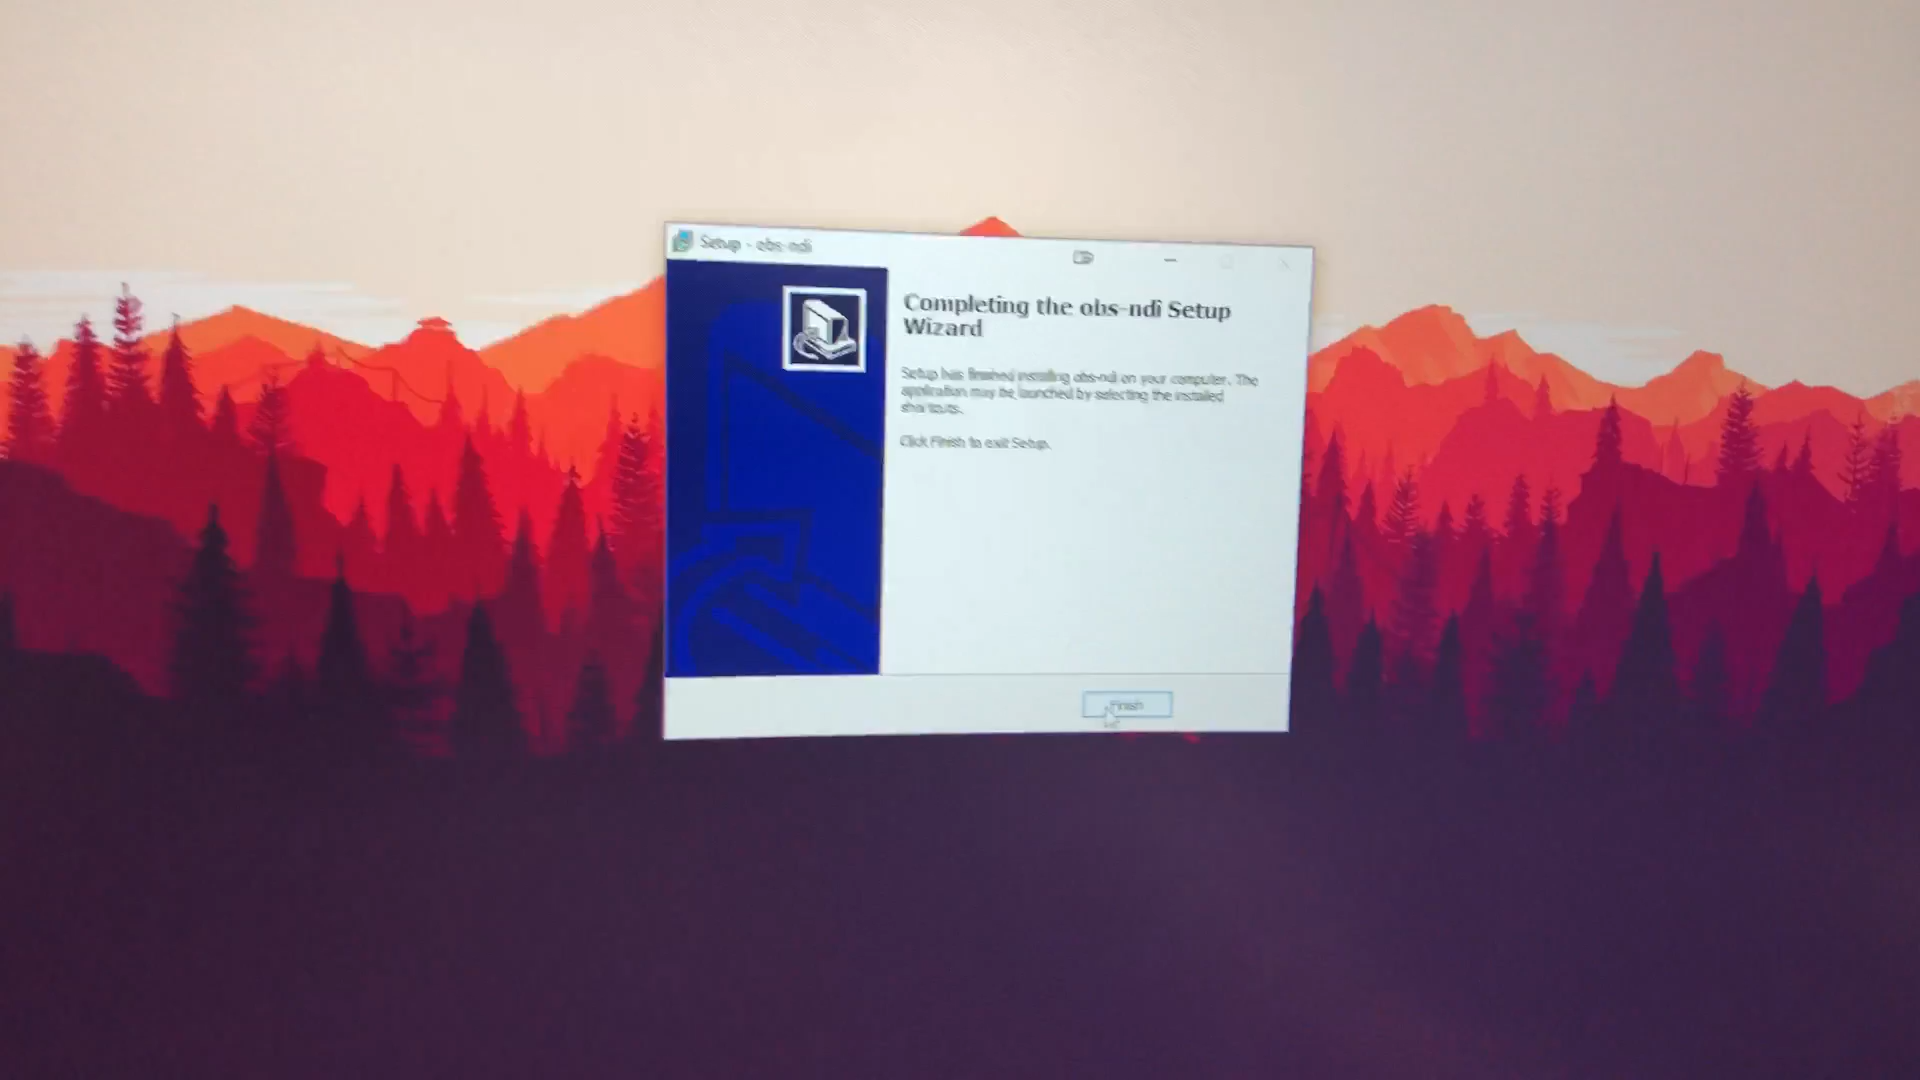 Setup - obs-ndi
Completing the obs-ndi Setup
Wizard
Setup has finished installing obs-ndi on your computer. The
application may be launched by selecting the installed
shortcuts.
Click Finish to exit Setup.
Finish